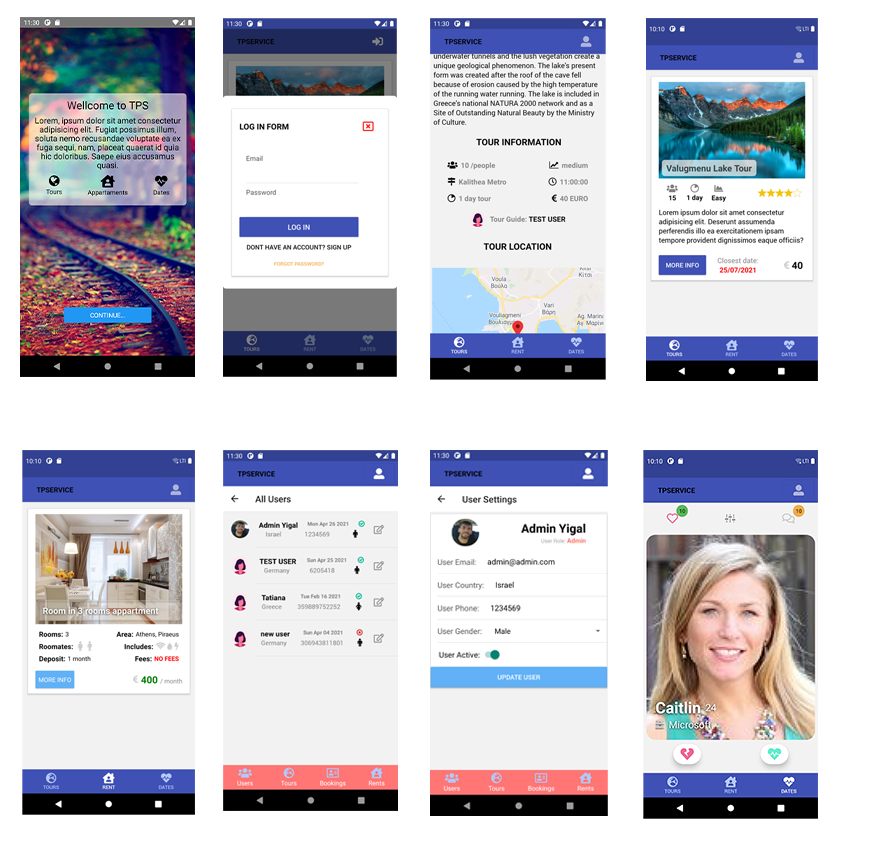 11:30
Wellcome to TPS
Lorem, ipsum dolor sit amet consectetur
adipisicing elit. Fugiat possimus illum,
soluta nemo recusandae voluptate ea ex
fuga sequi, nam, placeat quaerat id quia
hic doloribus. Saepe eius accusamus
quasi.
Tours Appartaments Dates
CONTINUE...
11:30
TPSERVICE
LOG IN FORM
Email
Password
LOG IN
DONT HAVE AN ACCOUNT? SIGN UP
FORGOT PASSWORD?
TOURS RENT DATES
11:30
TPSERVICE
underwater tunnels and the lush vegetation create a
unique geological phenomenon. The lake's present
form was created after the roof of the cave fell
because of erosion caused by the high temperature
of the running water running. The lake is included in
Greece's national NATURA 2000 network and as a
Site of Outstanding Natural Beauty by the Ministry
of Culture.
TOUR INFORMATION
10 /people medium
Kalithea Metro 11:00:00
1 day tour € 40 EURO
Tour Guide: TEST USER
TOUR LOCATION
Voula
Βούλα
Kitsi
Κίτσι
Vari
Βάρη
Vouliagmeni
Βουλιαγμένη
Ag. Marina
Αγ. Μαρίνα
TOURS RENT DATES
10:10 LTE
TPSERVICE
Valugmenu Lake Tour
15 1 day Easy
Lorem ipsum dolor sit amet consectetur
adipisicing elit. Deserunt assumenda
perferendis illo ea exercitationem ipsam
tempore provident dignissimos eaque officiis?
MORE INFO
Closest date:
25/07/2021
€ 40
TOURS RENT DATES
10:10 LTE
TPSERVICE
Room in 3 rooms appartment
Rooms: 3 Area: Athens, Piraeus
Roomates: Includes:
Deposit: 1 month Fees: NO FEES
MORE INFO € 400 / month
TOURS RENT DATES
11:30
TPSERVICE
All Users
Admin Yigal Mon Apr 26 2021
Israel 1234569
TEST USER Sun Apr 25 2021
Germany 6205418
Tatiana Tue Feb 16 2021
Greece 359889752252
new user Sun Apr 04 2021
Germany 306943811801
Users Tours Bookings Rents
11:30
TPSERVICE
User Settings
Admin Yigal
User Role: Admin
User Email: admin@admin.com
User Country: Israel
User Phone: 1234569
User Gender: Male
User Active:
UPDATE USER
Users Tours Bookings Rents
10:10 LTE
TPSERVICE
10 10
Caitlin 24
Microsoft
TOURS RENT DATES